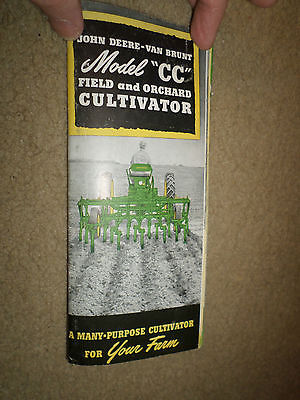 JOHN DEERE-VAN BRUNT
Model "CC"
FIELD and ORCHARD
CULTIVATOR
A MANY-PURPOSE CULTIVATOR
FOR Your Farm